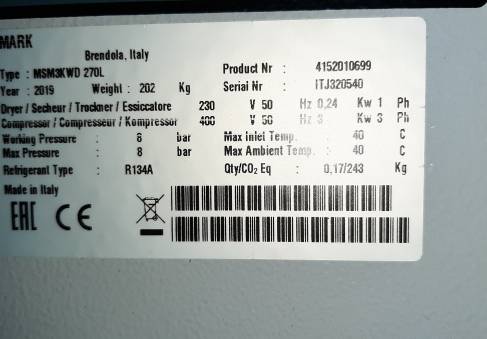 MARK
Brendola, Italy
Type : MSM3KWD 270L Product Nr : 4152010699
Year : 2019 Weight : 202 Kg Serial Nr : ITJ320540
Dryer / Secheur / Trockner / Essiccatore 230 V 50 Hz 0,24 Kw 1 Ph
Compressor / Compresseur / Kompressor 400 V 50 Hz 3 Kw 3 Ph
Working Pressure : 8 bar Max Inlet Temp. : 40 C
Max Pressure : 8 bar Max Ambient Temp. : 40 C
Refrigerant Type : R134A Qty/CO2 Eq : 0,17/243 Kg
Made in Italy
EAC CE